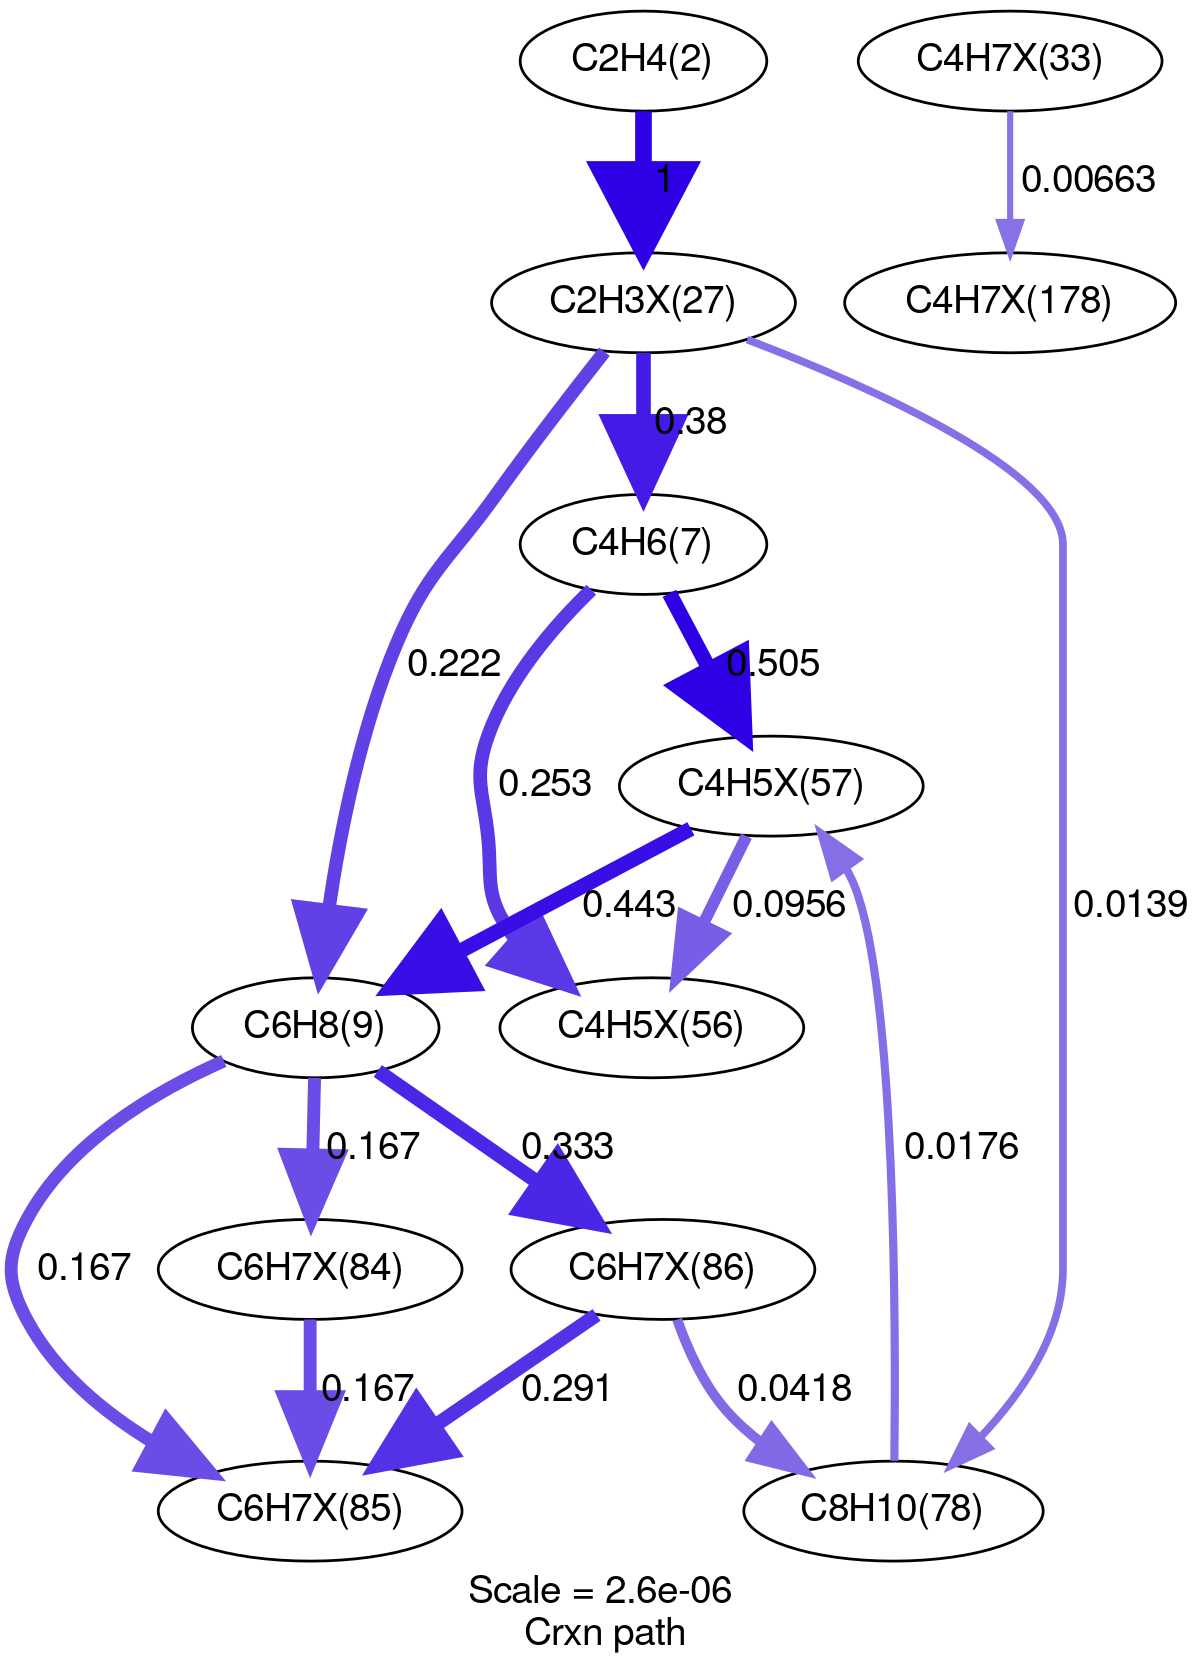 C2H4(2)
C4H7X(33)
1
0.00663
C2H3X(27)
C4H7X(178)
0.38
C4H6(7)
0.222
0.505
0.253
C4H5X(57)
0.443
0.0956
0.0139
C6H8(9)
C4H5X(56)
0.167
0.333
0.0176
0.167
C6H7X(84)
C6H7X(86)
0.167
0.291
0.0418
C6H7X(85)
C8H10(78)
Scale = 2.6e-06
Crxn path